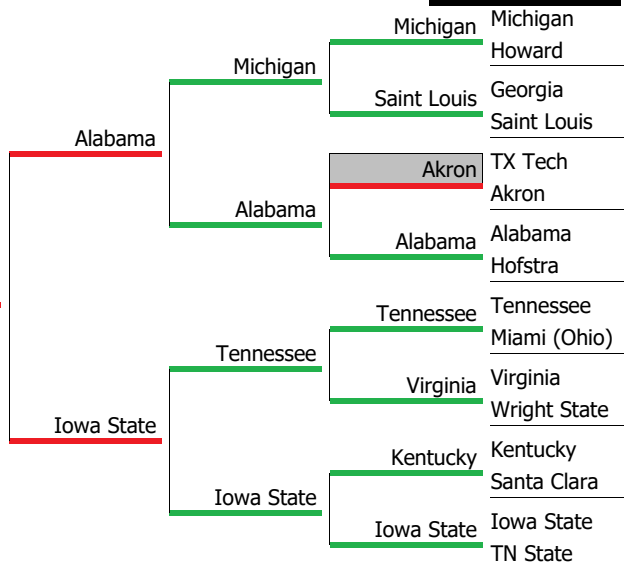 Michigan
Michigan
Howard
Michigan
Saint Louis
Georgia
Saint Louis
Alabama
Akron
TX Tech
Akron
Alabama
Alabama
Alabama
Hofstra
Tennessee
Tennessee
Miami (Ohio)
Tennessee
Virginia
Virginia
Wright State
Iowa State
Kentucky
Kentucky
Santa Clara
Iowa State
Iowa State
Iowa State
TN State